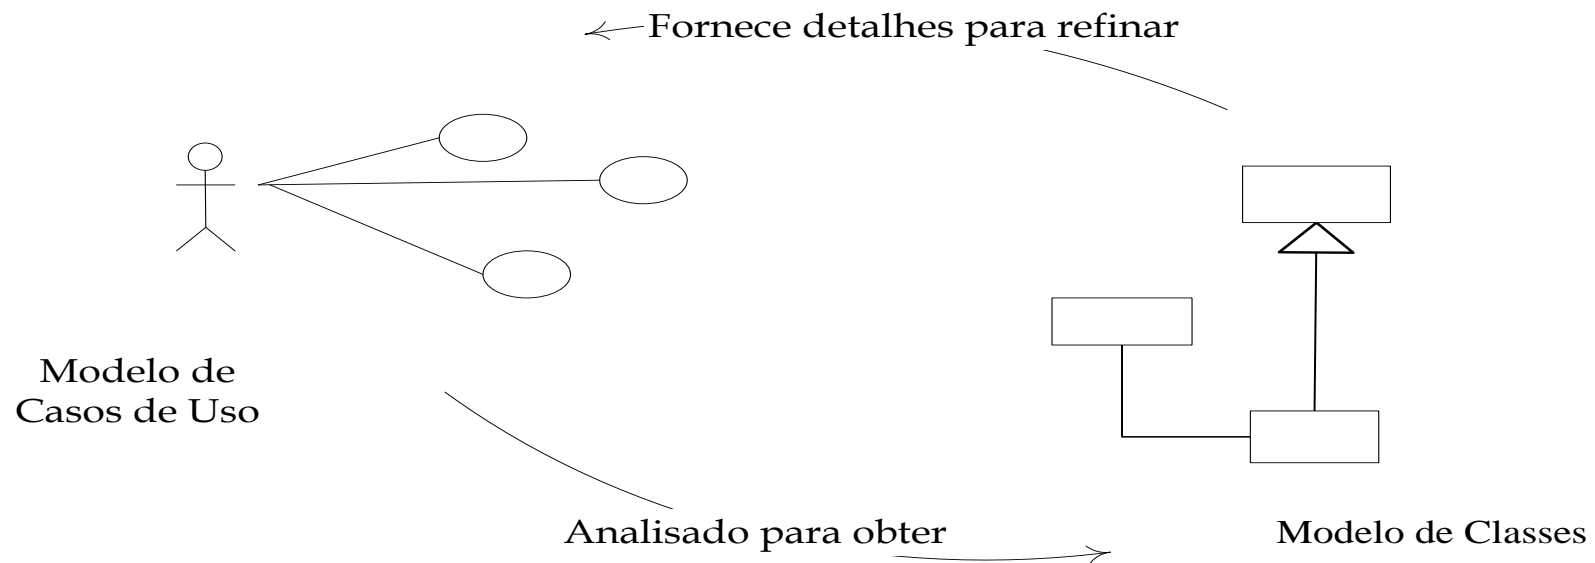 Fornece detalhes para refinar
Modelo de
Casos de Uso
Analisado para obter
Modelo de Classes